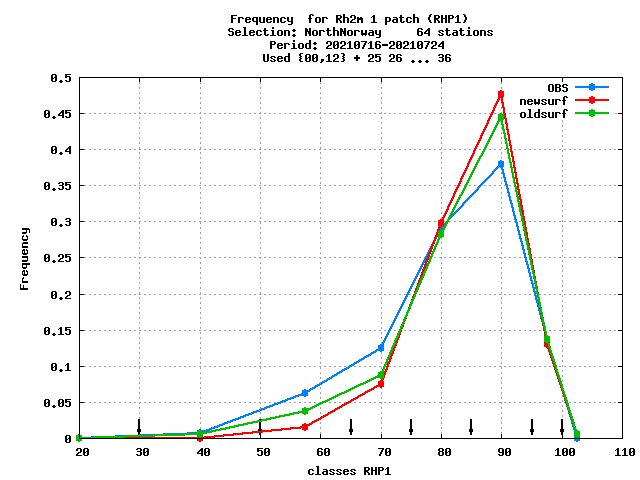 Frequency  for Rh2m 1 patch (RHP1)
Selection: NorthNorway     64 stations
Period: 20210716-20210724
Used {00,12} + 25 26 ... 36
OBS
newsurf
oldsurf
Frequency
0.5
0.45
0.4
0.35
0.3
0.25
0.2
0.15
0.1
0.05
0
20 30 40 50 60 70 80 90 100 110
classes RHP1